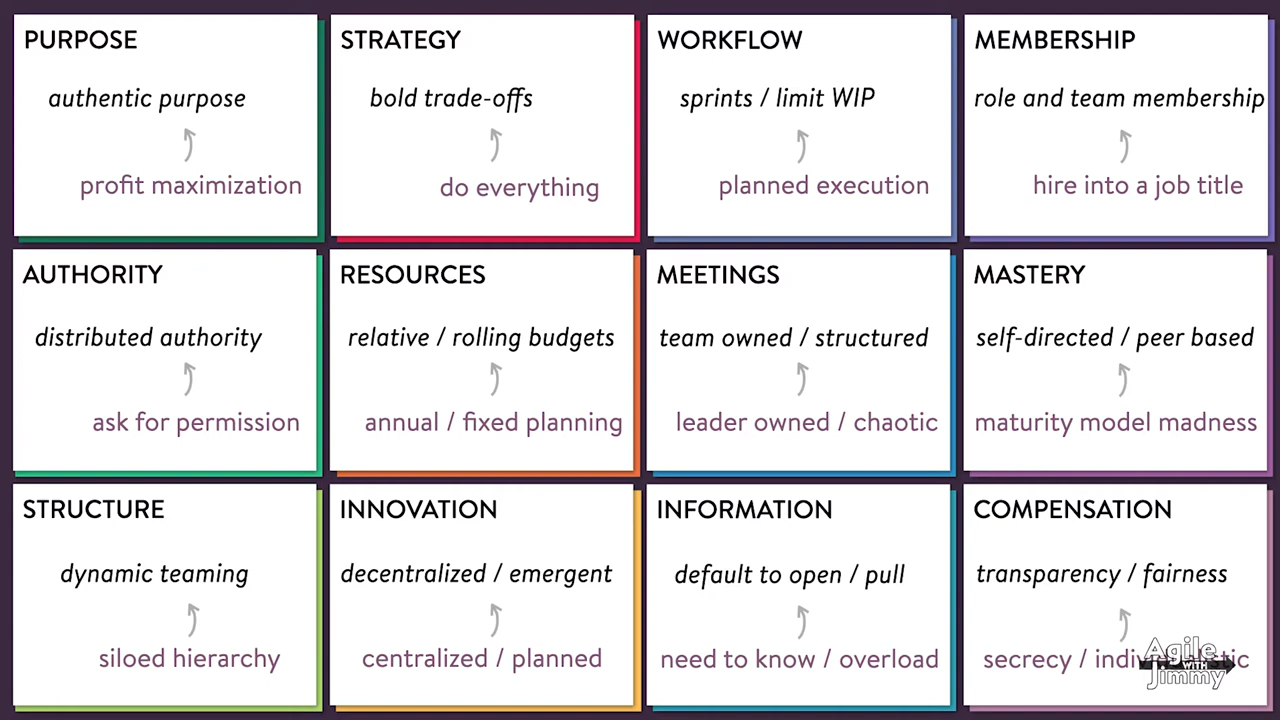 PURPOSE
authentic purpose
profit maximization
STRATEGY
bold trade-offs
do everything
WORKFLOW
sprints / limit WIP
planned execution
MEMBERSHIP
role and team membership
hire into a job title
AUTHORITY
distributed authority
ask for permission
RESOURCES
relative / rolling budgets
annual / fixed planning
MEETINGS
team owned / structured
leader owned / chaotic
MASTERY
self-directed / peer based
maturity model madness
STRUCTURE
dynamic teaming
siloed hierarchy
INNOVATION
decentralized / emergent
centralized / planned
INFORMATION
default to open / pull
need to know / overload
COMPENSATION
transparency / fairness
secrecy /
Agile
WITH
Jimmy